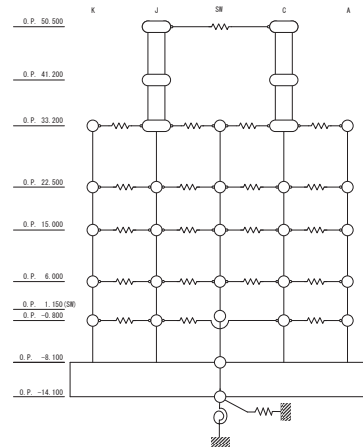 K J SW C A
O.P. 50.500
O.P. 41.200
O.P. 33.200
O.P. 22.500
O.P. 15.000
O.P. 6.000
O.P. 1.150(SW)
O.P. -0.800
O.P. -8.100
O.P. -14.100